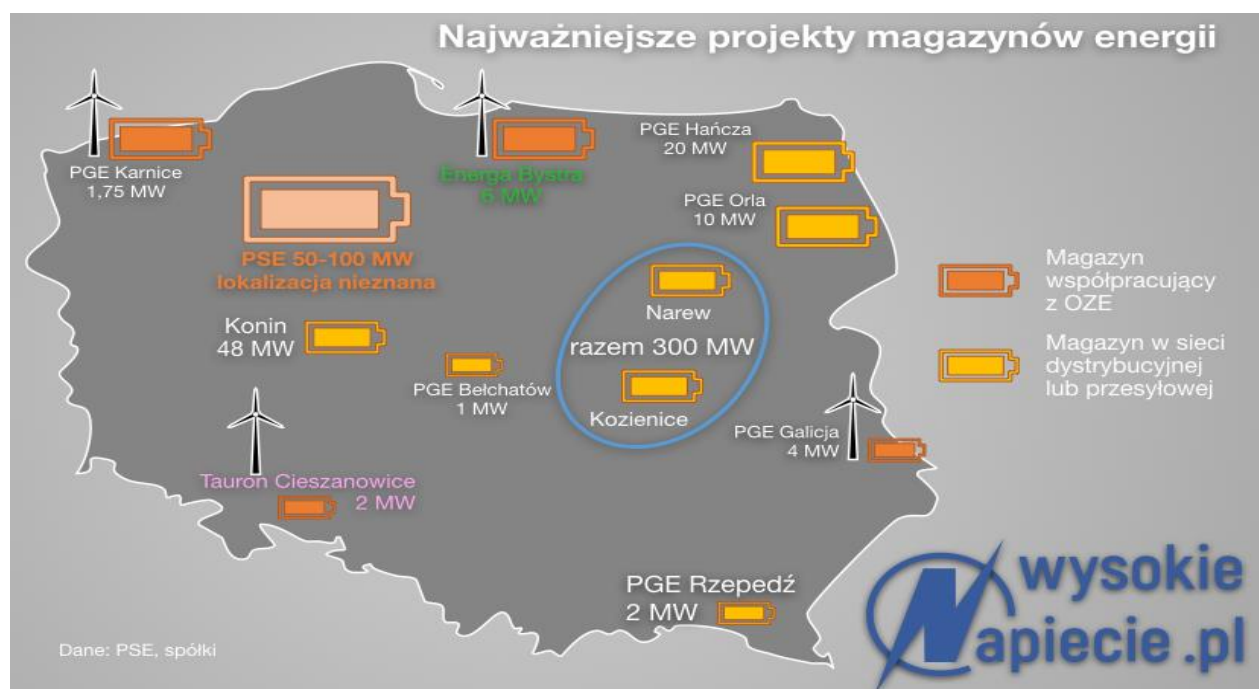 Najważniejsze projekty magazynów energii
PGE Karnice
1,75 MW
Energa Bystra
6 MW
PGE Hańcza
20 MW
PGE Orla
10 MW
PSE 50-100 MW
lokalizacja nieznana
Magazyn
współpracujący
z OZE
Narew
Konin
48 MW
razem 300 MW
Magazyn w sieci
dystrybucyjnej
lub przesyłowej
PGE Bełchatów
1 MW
Kozienice
PGE Galicja
4 MW
Tauron Cieszanowice
2 MW
PGE Rzepedź
2 MW
Dane: PSE, spółki
wysokie
Napiecie .pl